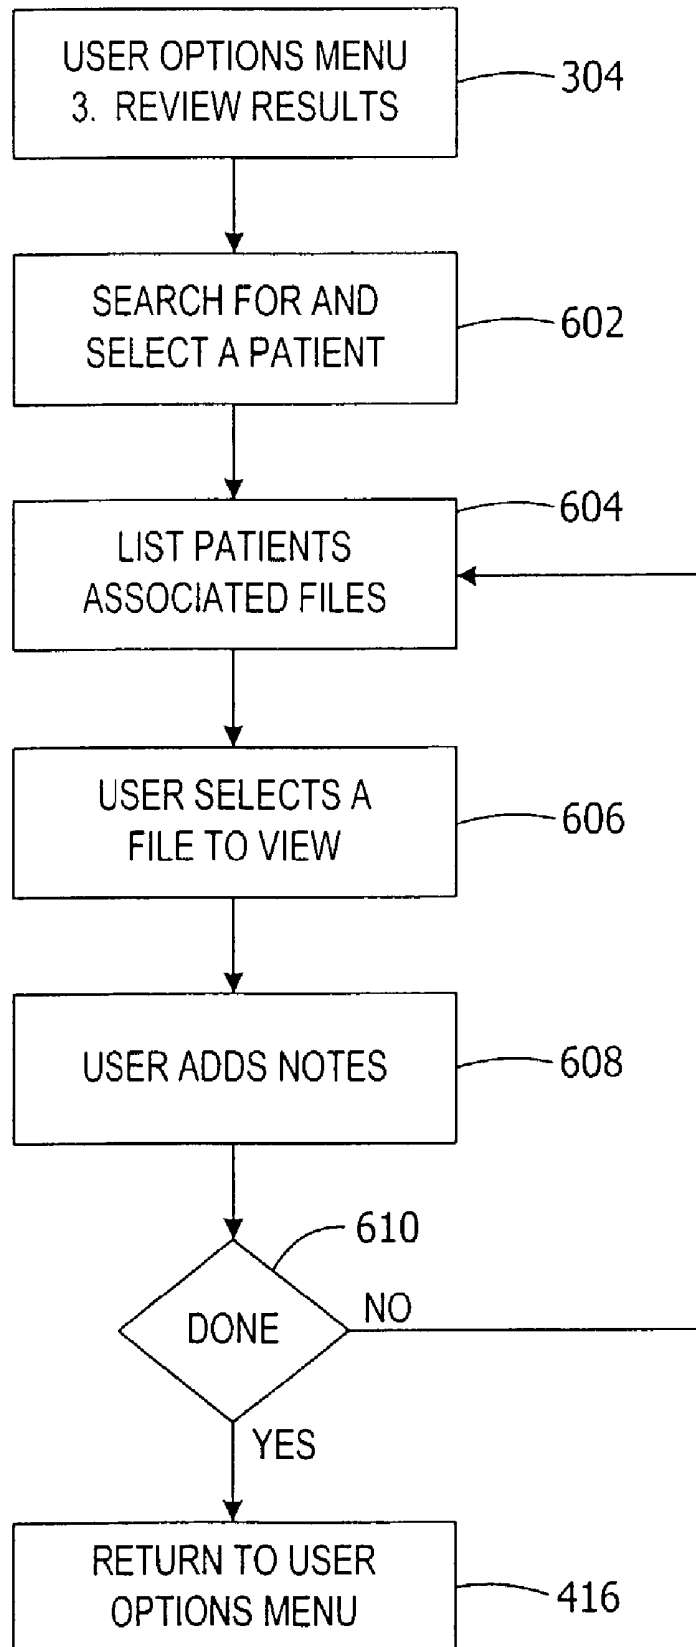 USER OPTIONS MENU
3. REVIEW RESULTS
304
SEARCH FOR AND
SELECT A PATIENT
602
604
LIST PATIENTS
ASSOCIATED FILES
USER SELECTS A
FILE TO VIEW
606
USER ADDS NOTES
608
610
DONE
NO
YES
RETURN TO USER
OPTIONS MENU
416